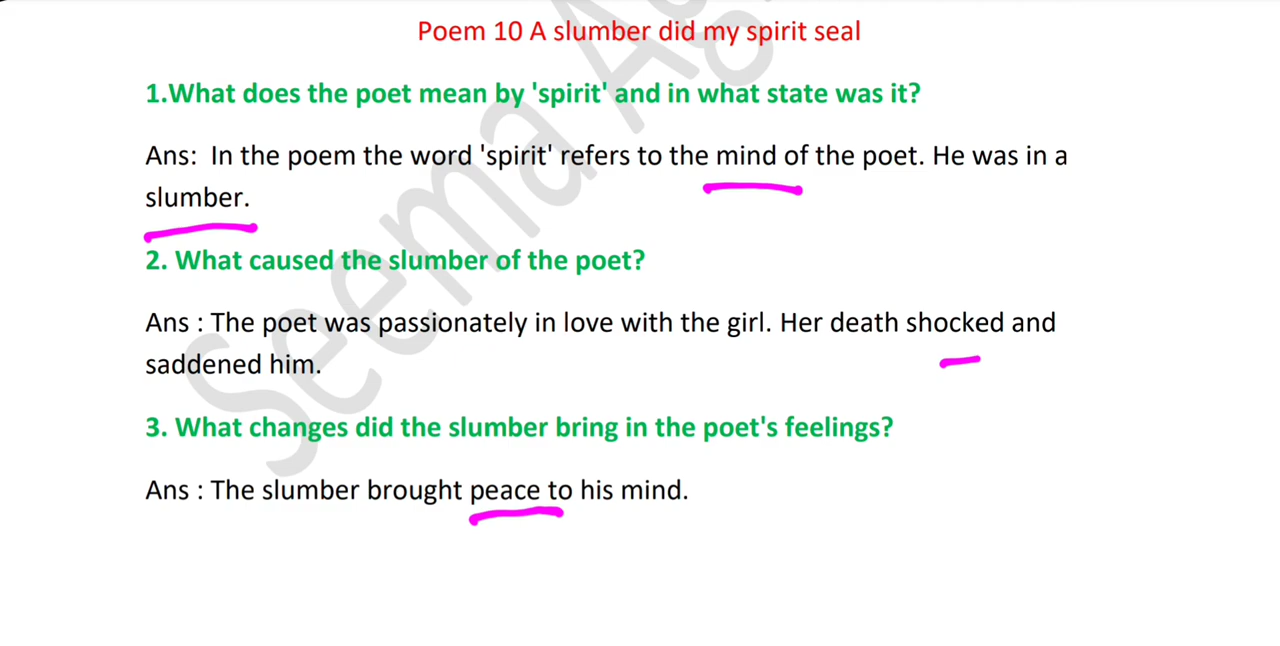 Poem 10 A slumber did my spirit seal
1.What does the poet mean by 'spirit' and in what state was it?
Ans:  In the poem the word 'spirit' refers to the mind of the poet. He was in a
slumber.
2. What caused the slumber of the poet?
Ans : The poet was passionately in love with the girl. Her death shocked and
saddened him.
3. What changes did the slumber bring in the poet's feelings?
Ans : The slumber brought peace to his mind.
Seema Ag